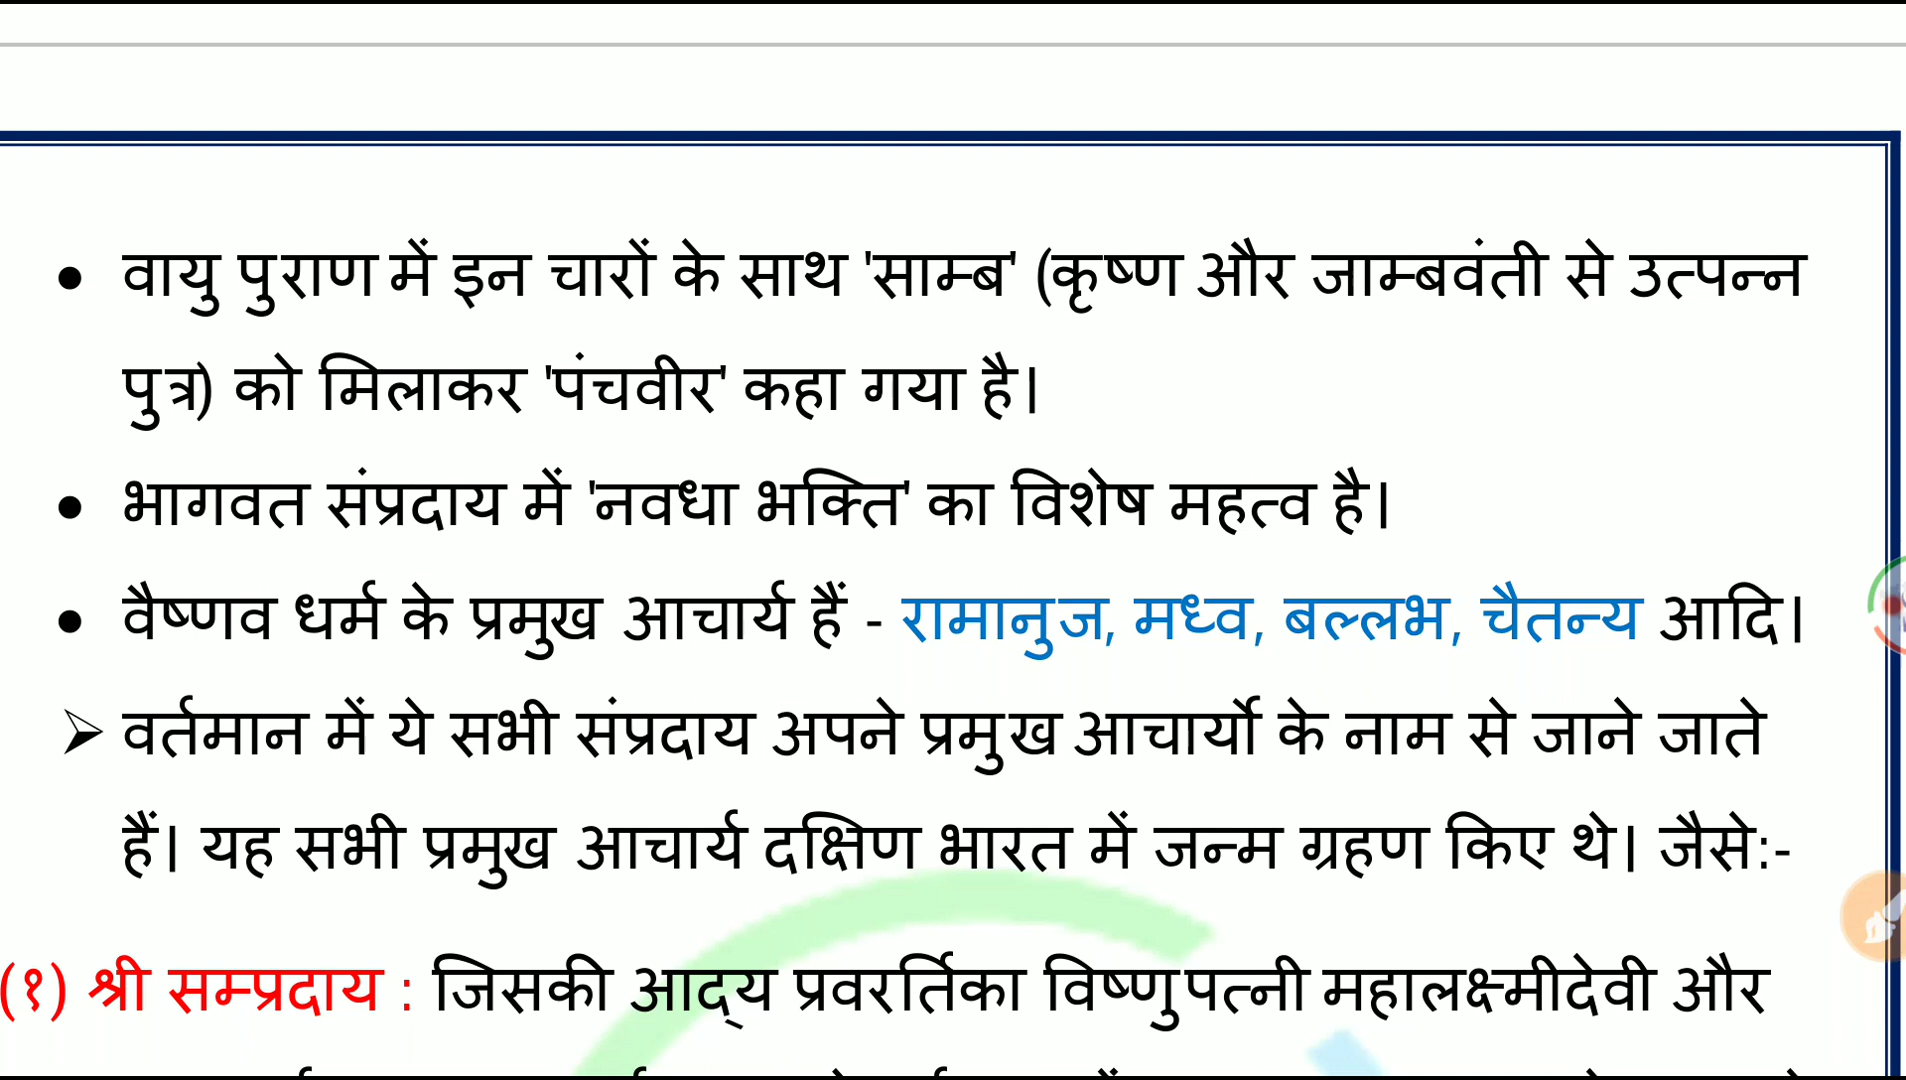 • वायु पुराण में इन चारों के साथ 'साम्ब' (कृष्ण और जाम्बवंती से उत्पन्न
पुत्र) को मिलाकर 'पंचवीर' कहा गया है।
• भागवत संप्रदाय में 'नवधा भक्ति' का विशेष महत्व है।
• वैष्णव धर्म के प्रमुख आचार्य हैं - रामानुज, मध्व, बल्लभ, चैतन्य आदि।
➢ वर्तमान में ये सभी संप्रदाय अपने प्रमुख आचार्यो के नाम से जाने जाते
हैं। यह सभी प्रमुख आचार्य दक्षिण भारत में जन्म ग्रहण किए थे। जैसे:-
(१) श्री सम्प्रदाय : जिसकी आद्य प्रवरर्तिका विष्णुपत्नी महालक्ष्मीदेवी और